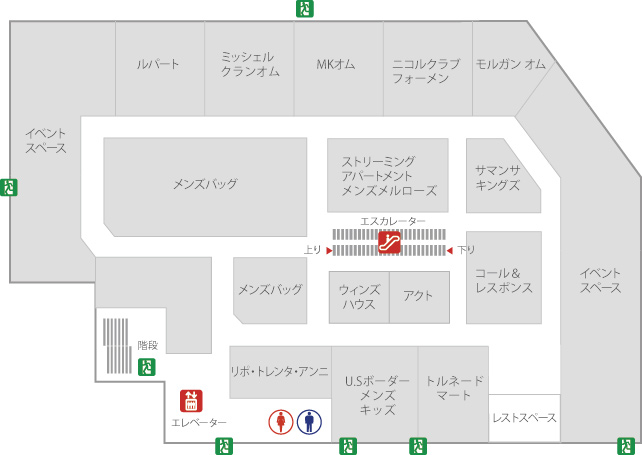 ルパート
ミッシェル
クランオム
MKオム
ニコルクラブ
フォーメン
モルガン オム
イベント
スペース
メンズバッグ
ストリーミング
アパートメント
メンズメルローズ
サマンサ
キングズ
エスカレーター
上り
下り
メンズバッグ
ウィンズ
ハウス
アクト
コール＆
レスポンス
イベント
スペース
階段
リボ・トレンタ・アンニ
U.Sボーダー
メンズ
キッズ
トルネード
マート
エレベーター
レストスペース